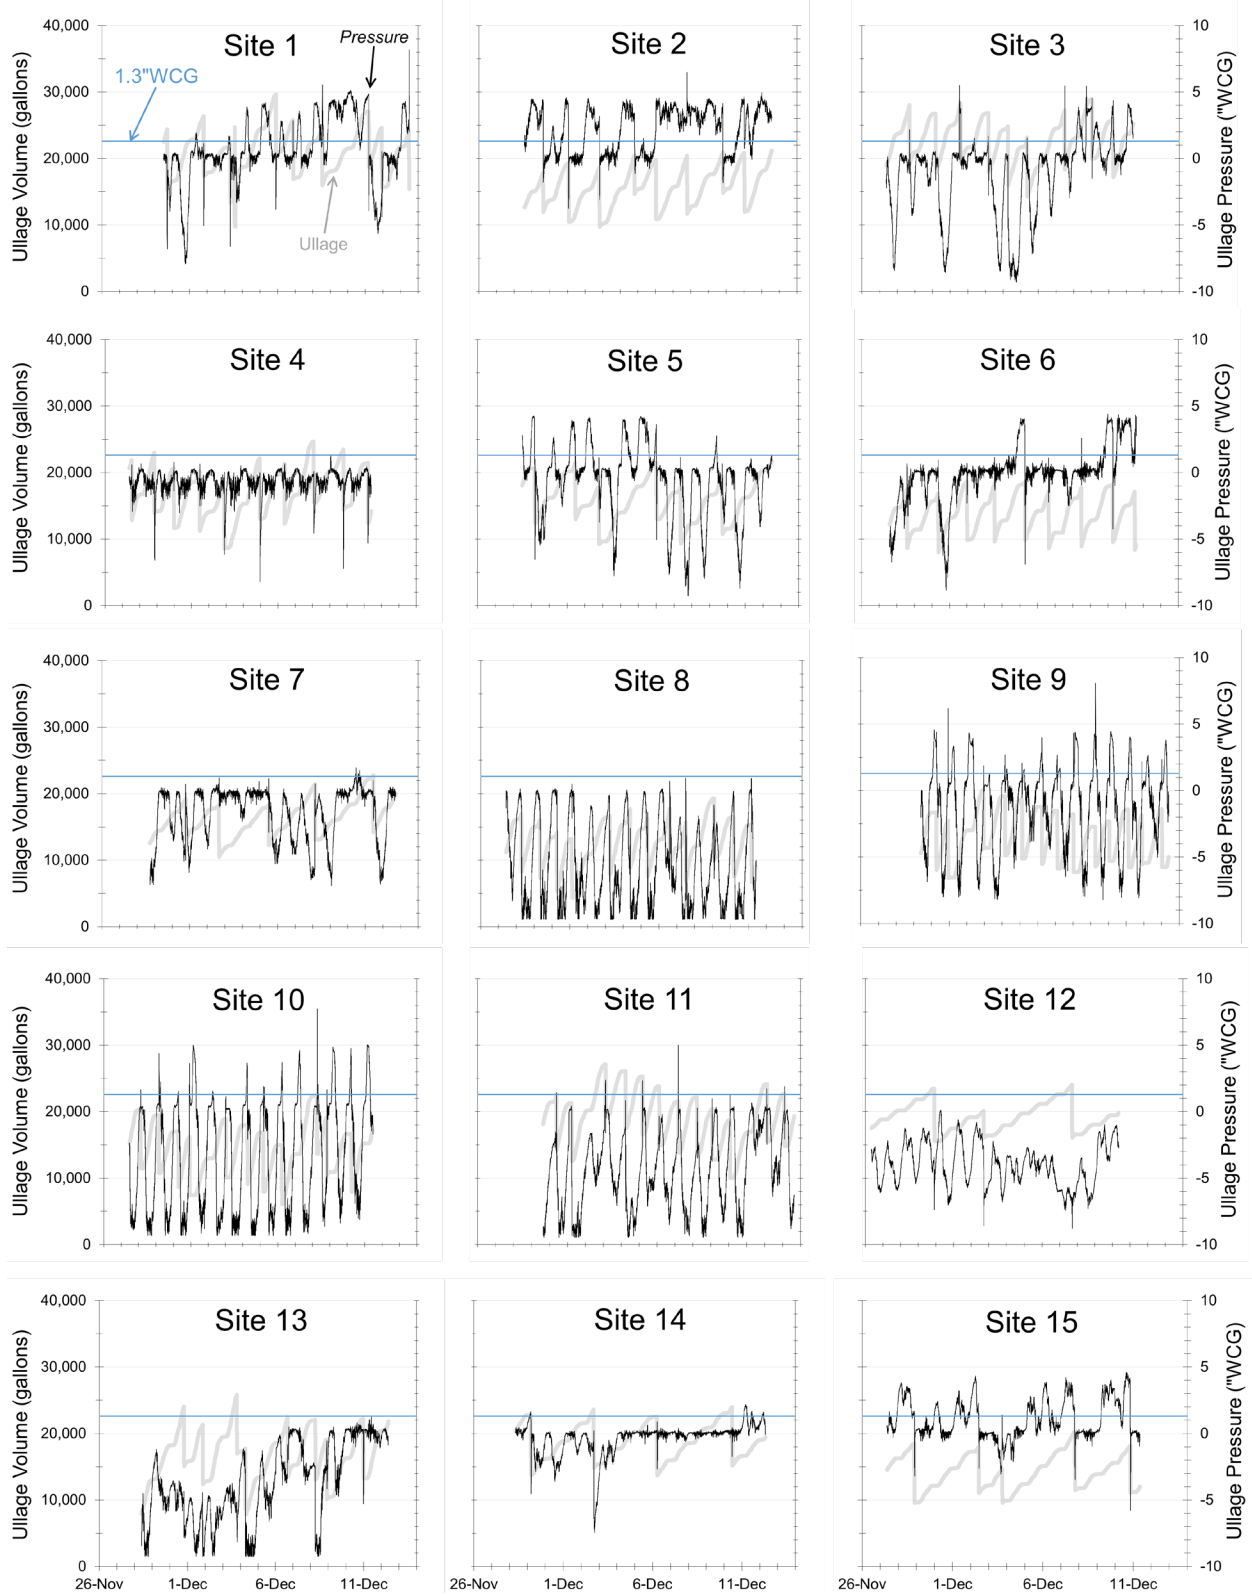 40,000
30,000
20,000
10,000
0
Ullage Volume (gallons)
Site 1
1.3"WCG
Pressure
Ullage
Site 2
Site 3
10
5
0
-5
-10
Ullage Pressure ("WCG)
40,000
30,000
20,000
10,000
0
Ullage Volume (gallons)
Site 4
Site 5
Site 6
10
5
0
-5
-10
Ullage Pressure ("WCG)
40,000
30,000
20,000
10,000
0
Ullage Volume (gallons)
Site 7
Site 8
Site 9
10
5
0
-5
-10
Ullage Pressure ("WCG)
40,000
30,000
20,000
10,000
0
Ullage Volume (gallons)
Site 10
Site 11
Site 12
10
5
0
-5
-10
Ullage Pressure ("WCG)
40,000
30,000
20,000
10,000
0
Ullage Volume (gallons)
Site 13
Site 14
Site 15
10
5
0
-5
-10
Ullage Pressure ("WCG)
26-Nov 1-Dec 6-Dec 11-Dec
26-Nov 1-Dec 6-Dec 11-Dec
26-Nov 1-Dec 6-Dec 11-Dec